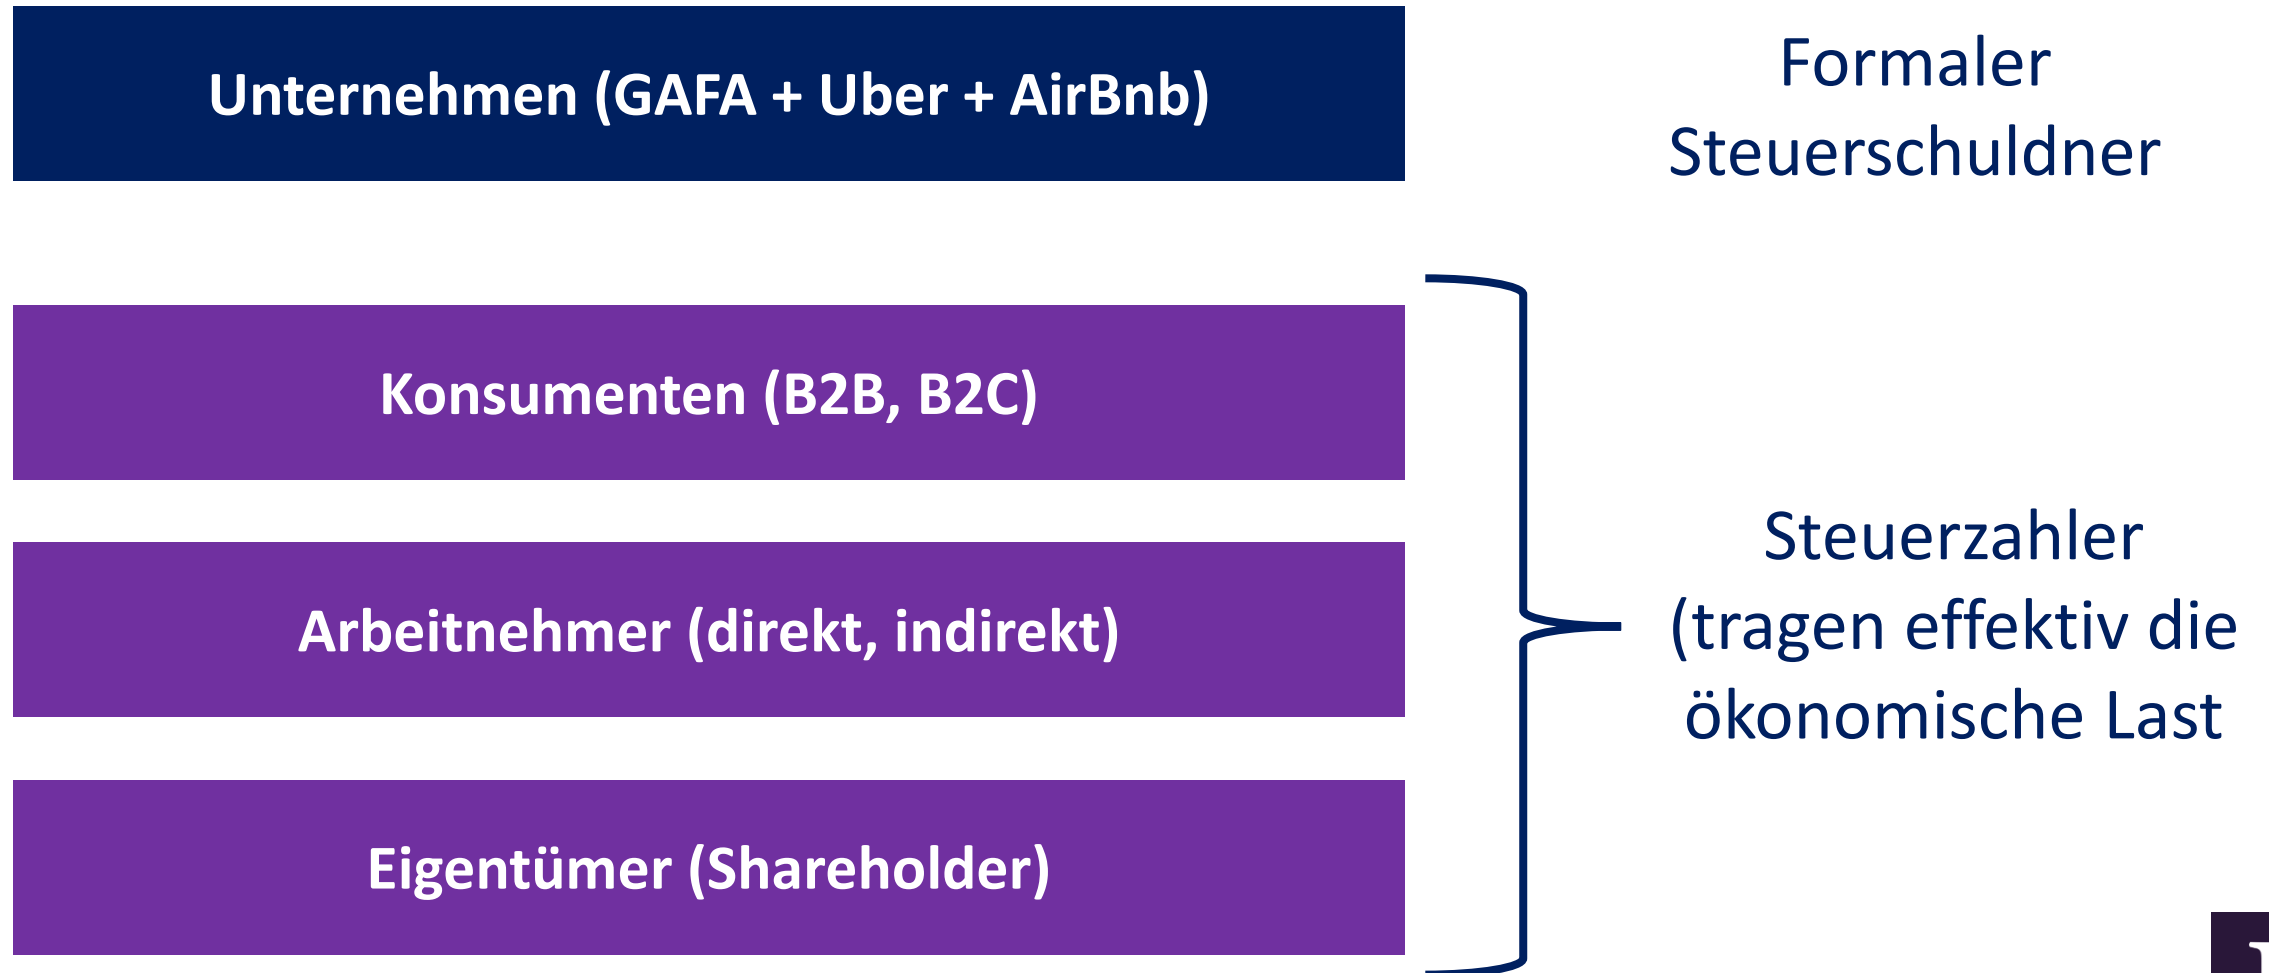 Unternehmen (GAFA + Uber + AirBnb)
Formaler
Steuerschuldner
Konsumenten (B2B, B2C)
Arbeitnehmer (direkt, indirekt)
Eigentümer (Shareholder)
Steuerzahler
(tragen effektiv die
ökonomische Last